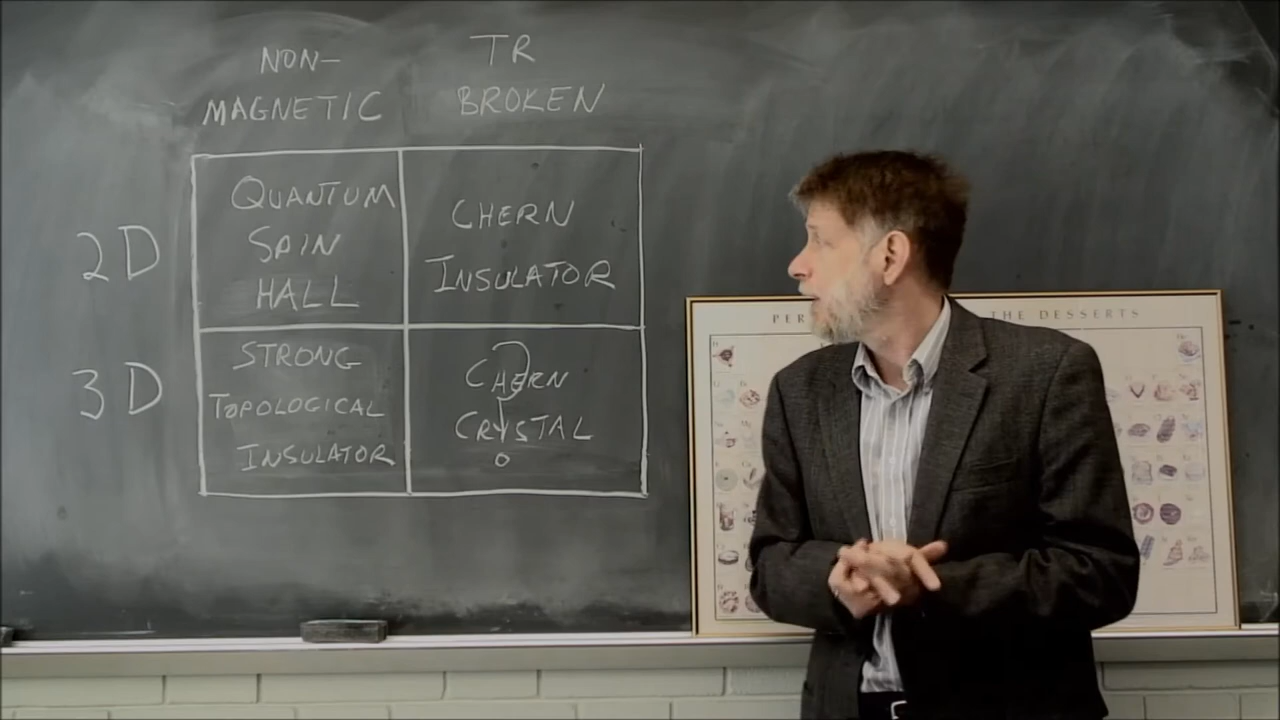 NON-
MAGNETIC
TR
BROKEN
2D
QUANTUM
SPIN
HALL
CHERN
INSULATOR
3D
STRONG
TOPOLOGICAL
INSULATOR
?
CHERN
CRYSTAL
THE DESSERTS